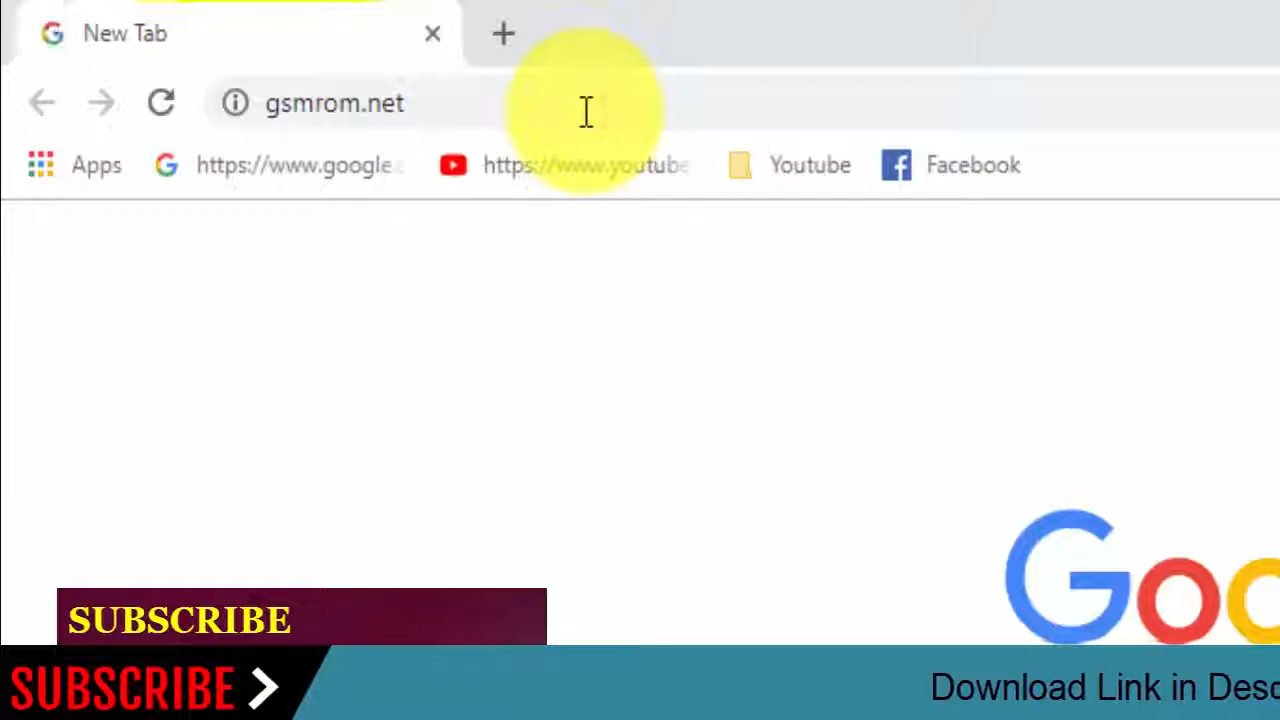 New Tab
gsmrom.net
Apps
https://www.google.
https://www.youtube
Youtube
Facebook
Goo
SUBSCRIBE
SUBSCRIBE
Download Link in Desc